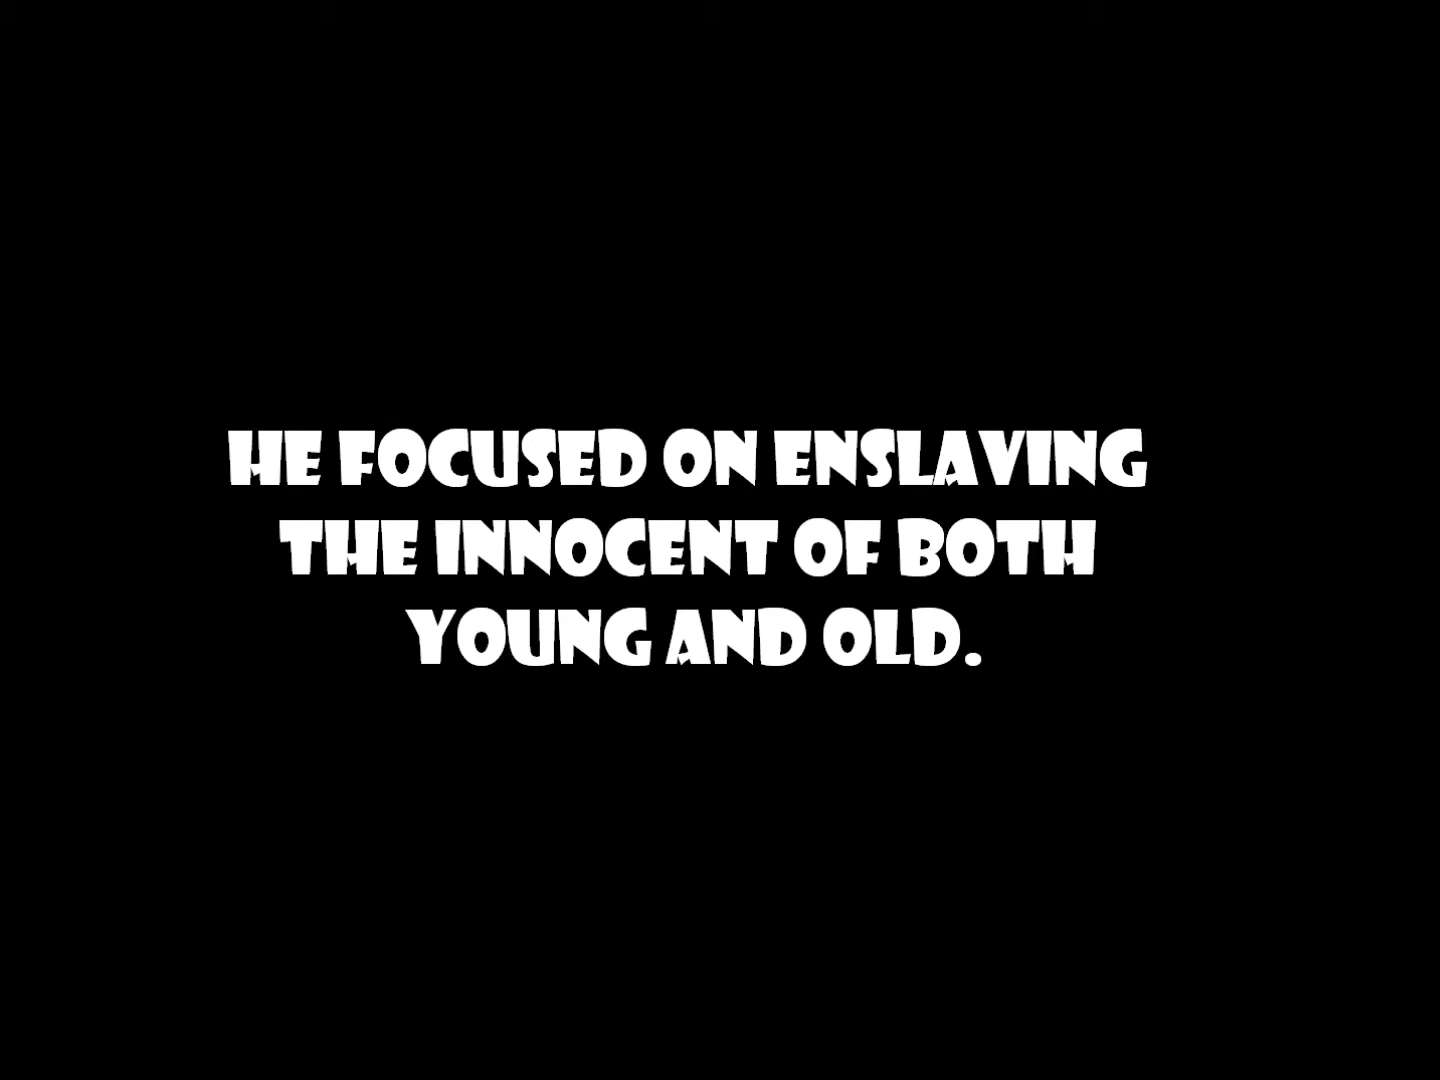 HE FOCUSED ON ENSLAVING
THE INNOCENT OF BOTH
YOUNG AND OLD.